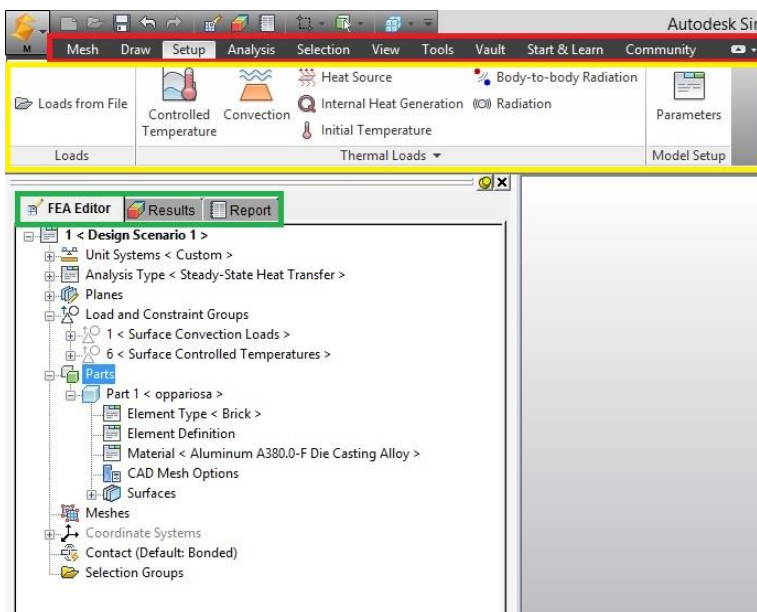 Autodesk Sim
M Mesh Draw Setup Analysis Selection View Tools Vault Start & Learn Community
Loads from File
Controlled Temperature
Convection
Heat Source
Internal Heat Generation
Initial Temperature
Body-to-body Radiation
Radiation
Parameters
Loads Thermal Loads Model Setup
FEA Editor Results Report
1 < Design Scenario 1 >
Unit Systems < Custom >
Analysis Type < Steady-State Heat Transfer >
Planes
Load and Constraint Groups
1 < Surface Convection Loads >
6 < Surface Controlled Temperatures >
Parts
Part 1 < oppariosa >
Element Type < Brick >
Element Definition
Material < Aluminum A380.0-F Die Casting Alloy >
CAD Mesh Options
Surfaces
Meshes
Coordinate Systems
Contact (Default: Bonded)
Selection Groups